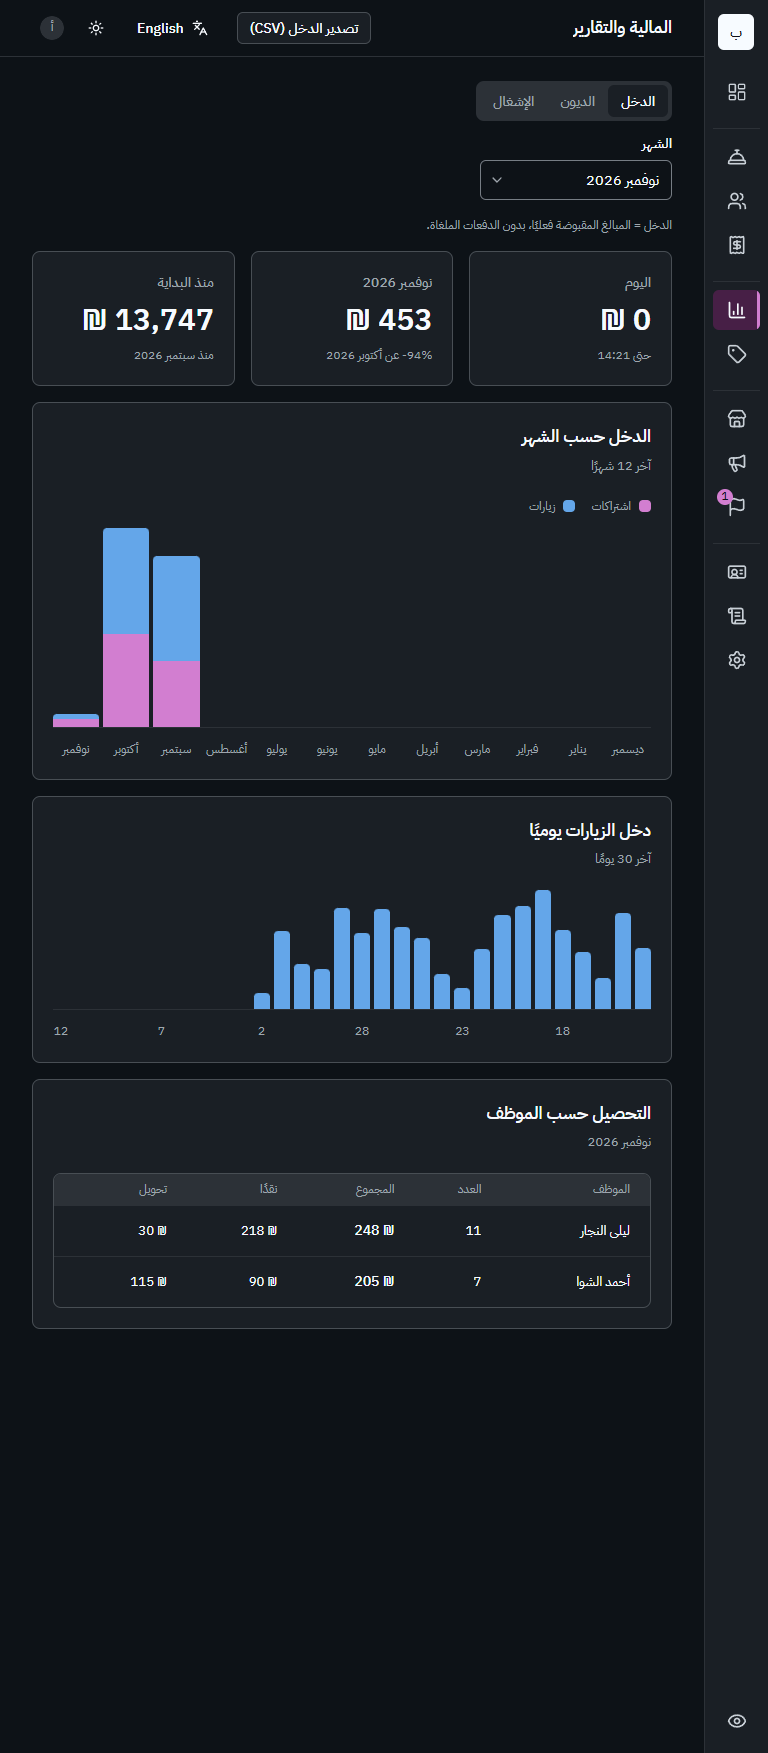 ب
المالية والتقارير
تصدير الدخل (CSV)
English
أ
الدخل
الديون
الإشغال
الشهر
نوفمبر 2026
الدخل = المبالغ المقبوضة فعليًا، بدون الدفعات الملغاة.
اليوم
0 ₪
حتى 14:21
نوفمبر 2026
453 ₪
-94% عن أكتوبر 2026
منذ البداية
13,747 ₪
منذ سبتمبر 2026
1
الدخل حسب الشهر
آخر 12 شهرًا
اشتراكات
زيارات
ديسمبر يناير فبراير مارس أبريل مايو يونيو يوليو أغسطس سبتمبر أكتوبر نوفمبر
دخل الزيارات يوميًا
آخر 30 يومًا
18 23 28 2 7 12
التحصيل حسب الموظف
نوفمبر 2026
الموظف العدد المجموع نقدًا تحويل
ليلى النجار 11 248 ₪ 218 ₪ 30 ₪
أحمد الشوا 7 205 ₪ 90 ₪ 115 ₪